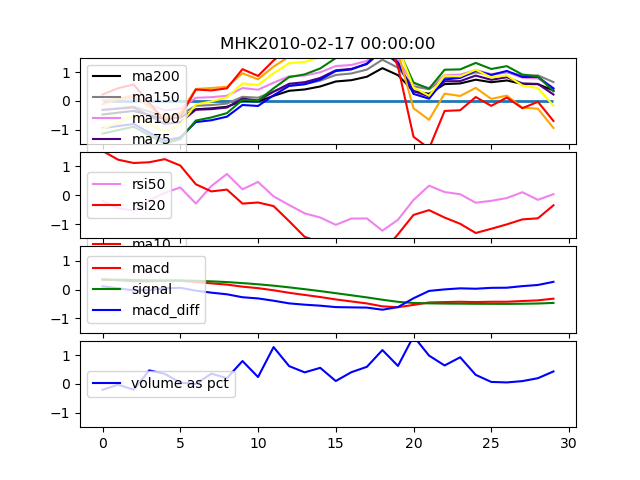 MHK2010-02-17 00:00:00
1
0
−1
ma200
ma150
ma100
ma75
1
0
−1
rsi50
rsi20
ma10
1
0
−1
macd
signal
macd_diff
1
0
−1
volume as pct
0 5 10 15 20 25 30